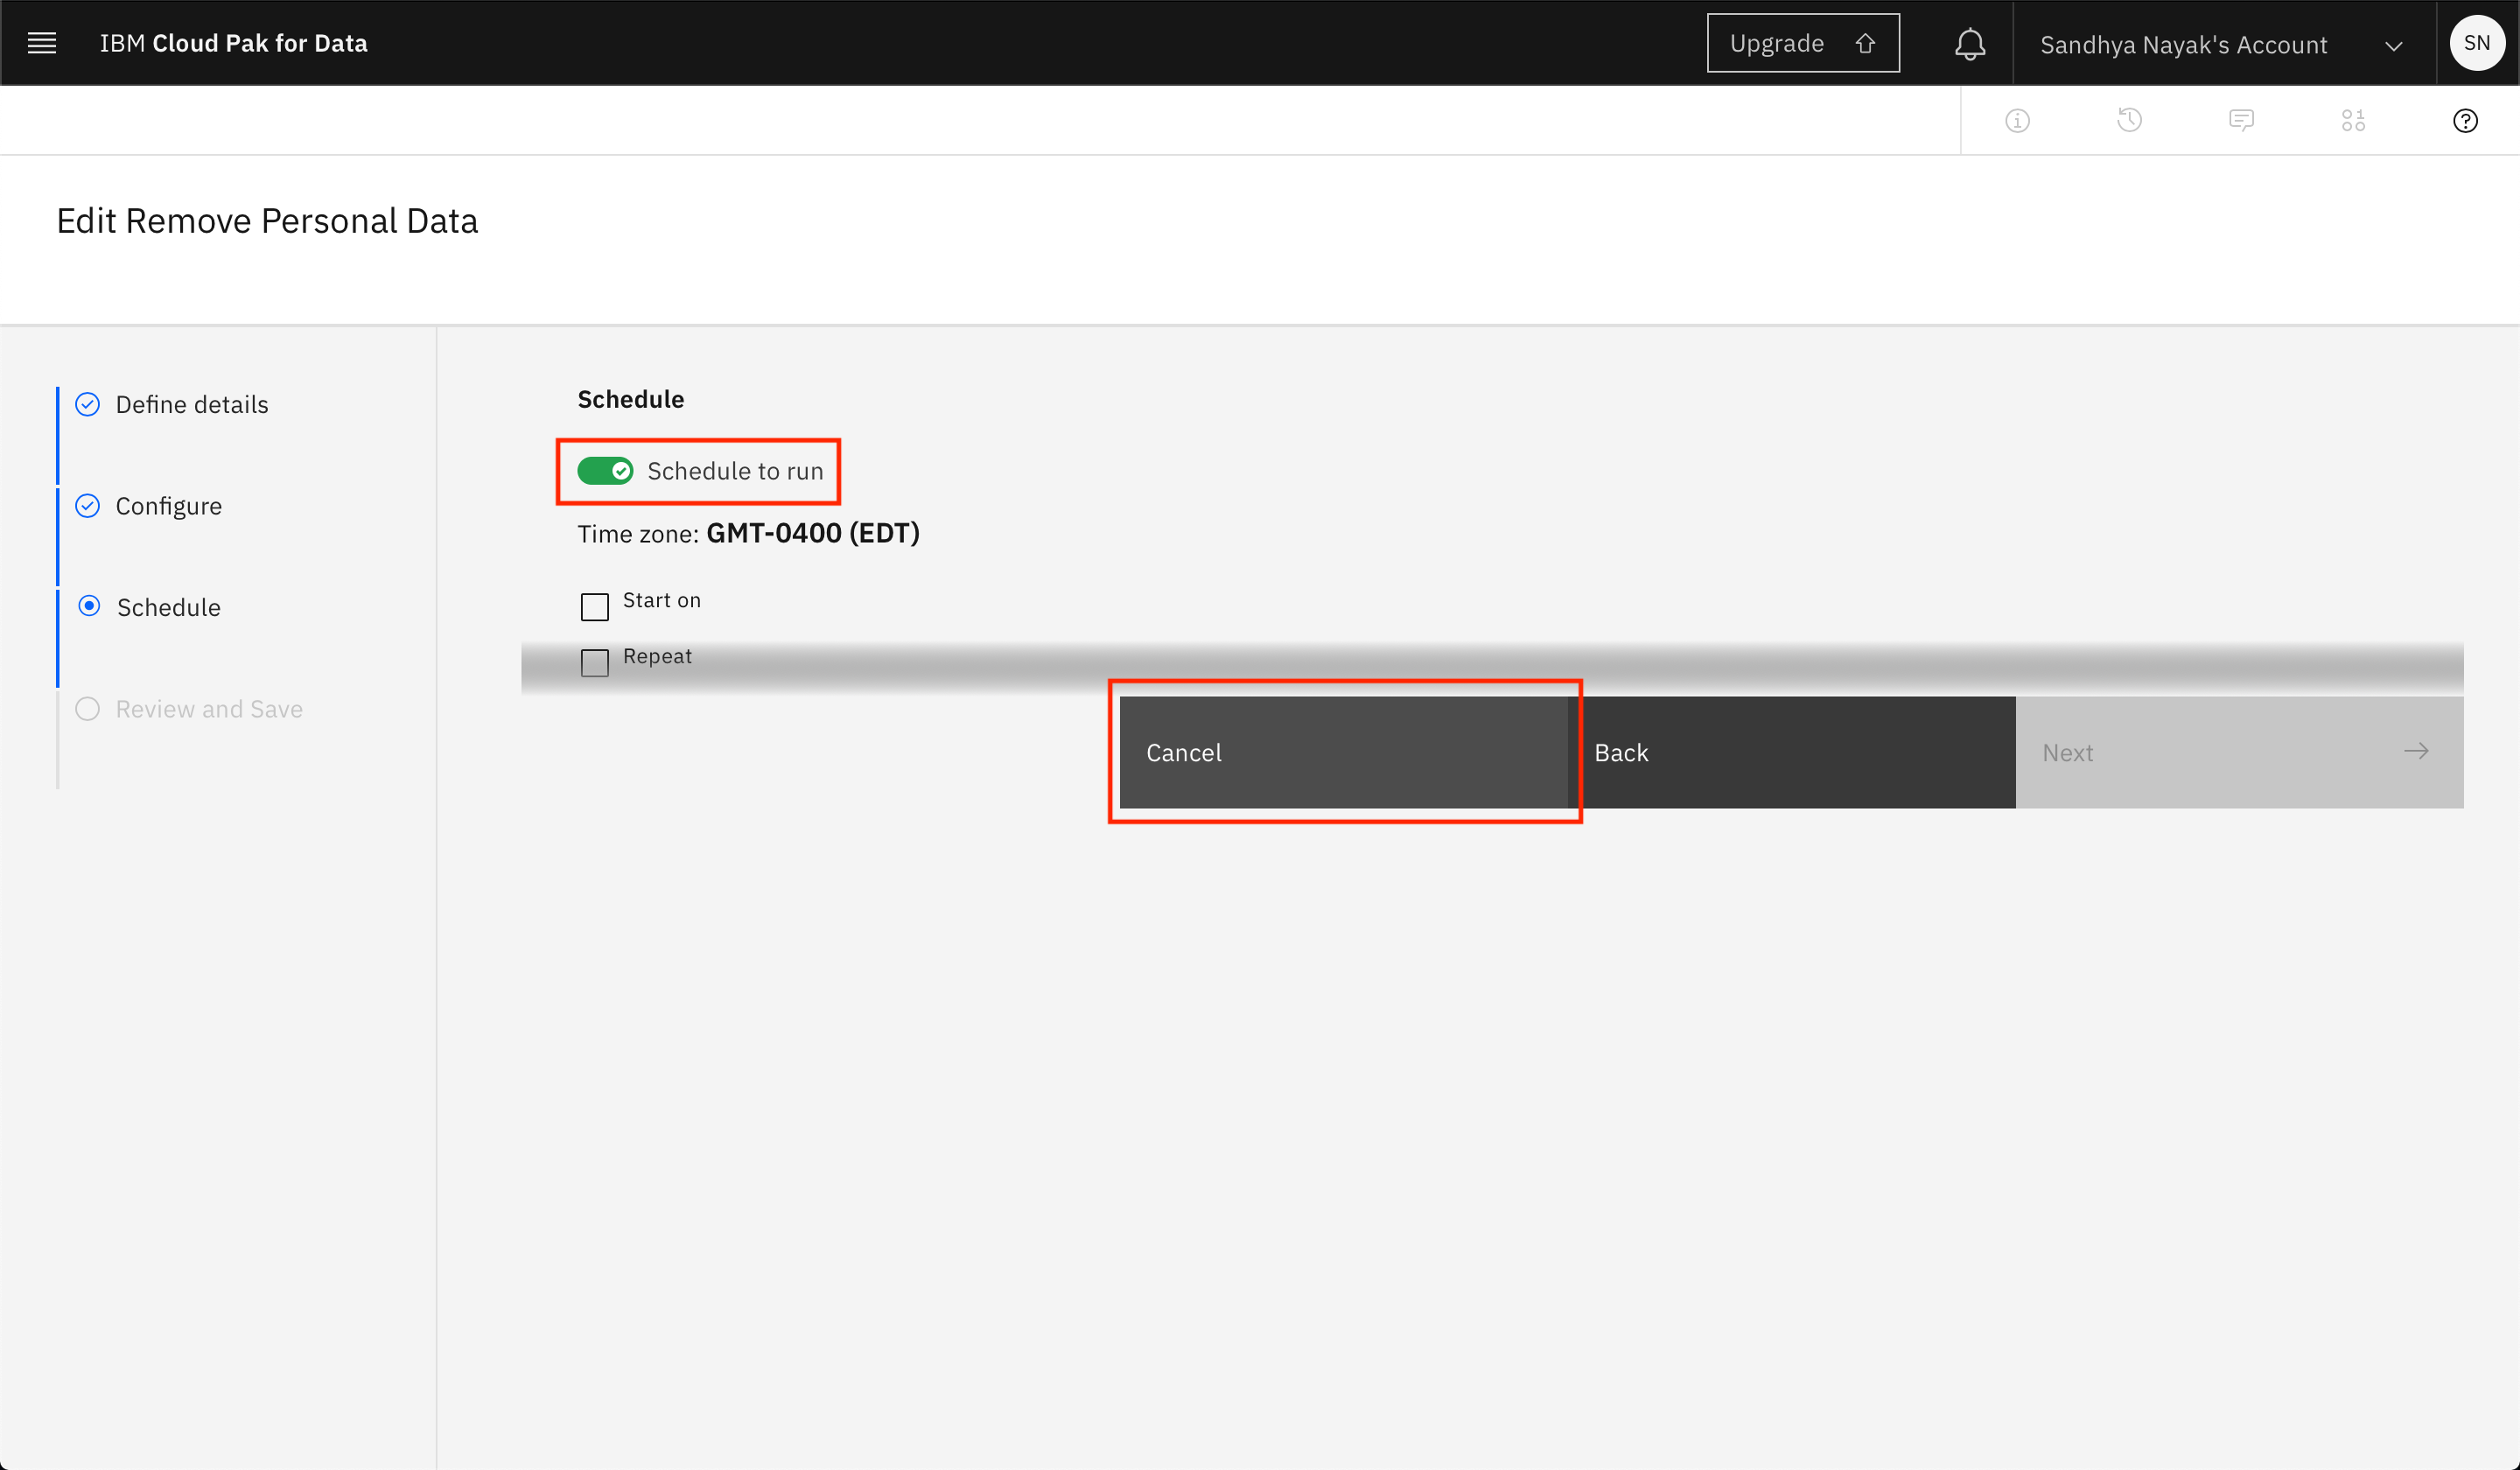 IBM Cloud Pak for Data
Upgrade
Sandhya Nayak's Account
SN
Edit Remove Personal Data
Define details
Configure
Schedule
Review and Save
Schedule
Schedule to run
Time zone: GMT-0400 (EDT)
Start on
Repeat
Cancel
Back
Next